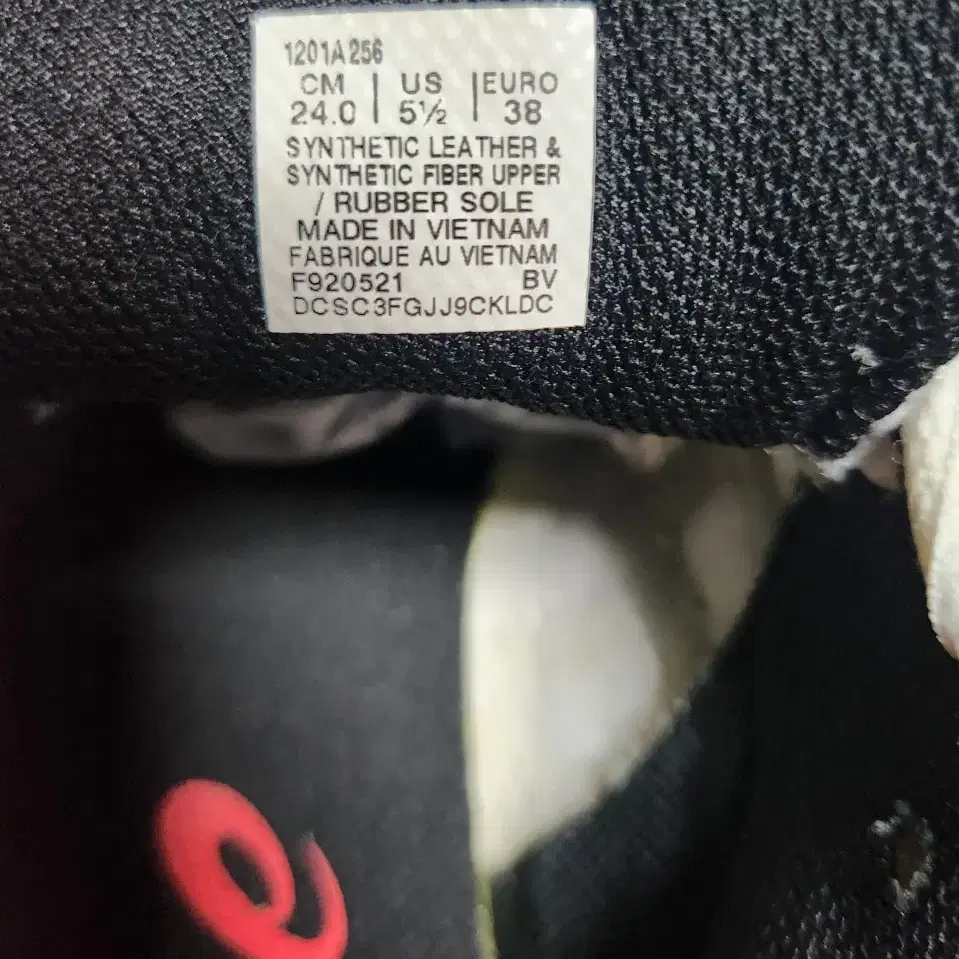 1201A256
CM | US | EURO
24.0 | 5½ | 38
SYNTHETIC LEATHER &
SYNTHETIC FIBER UPPER
/ RUBBER SOLE
MADE IN VIETNAM
FABRIQUE AU VIETNAM
F920521 BV
DCSC3FGJJ9CKLDC